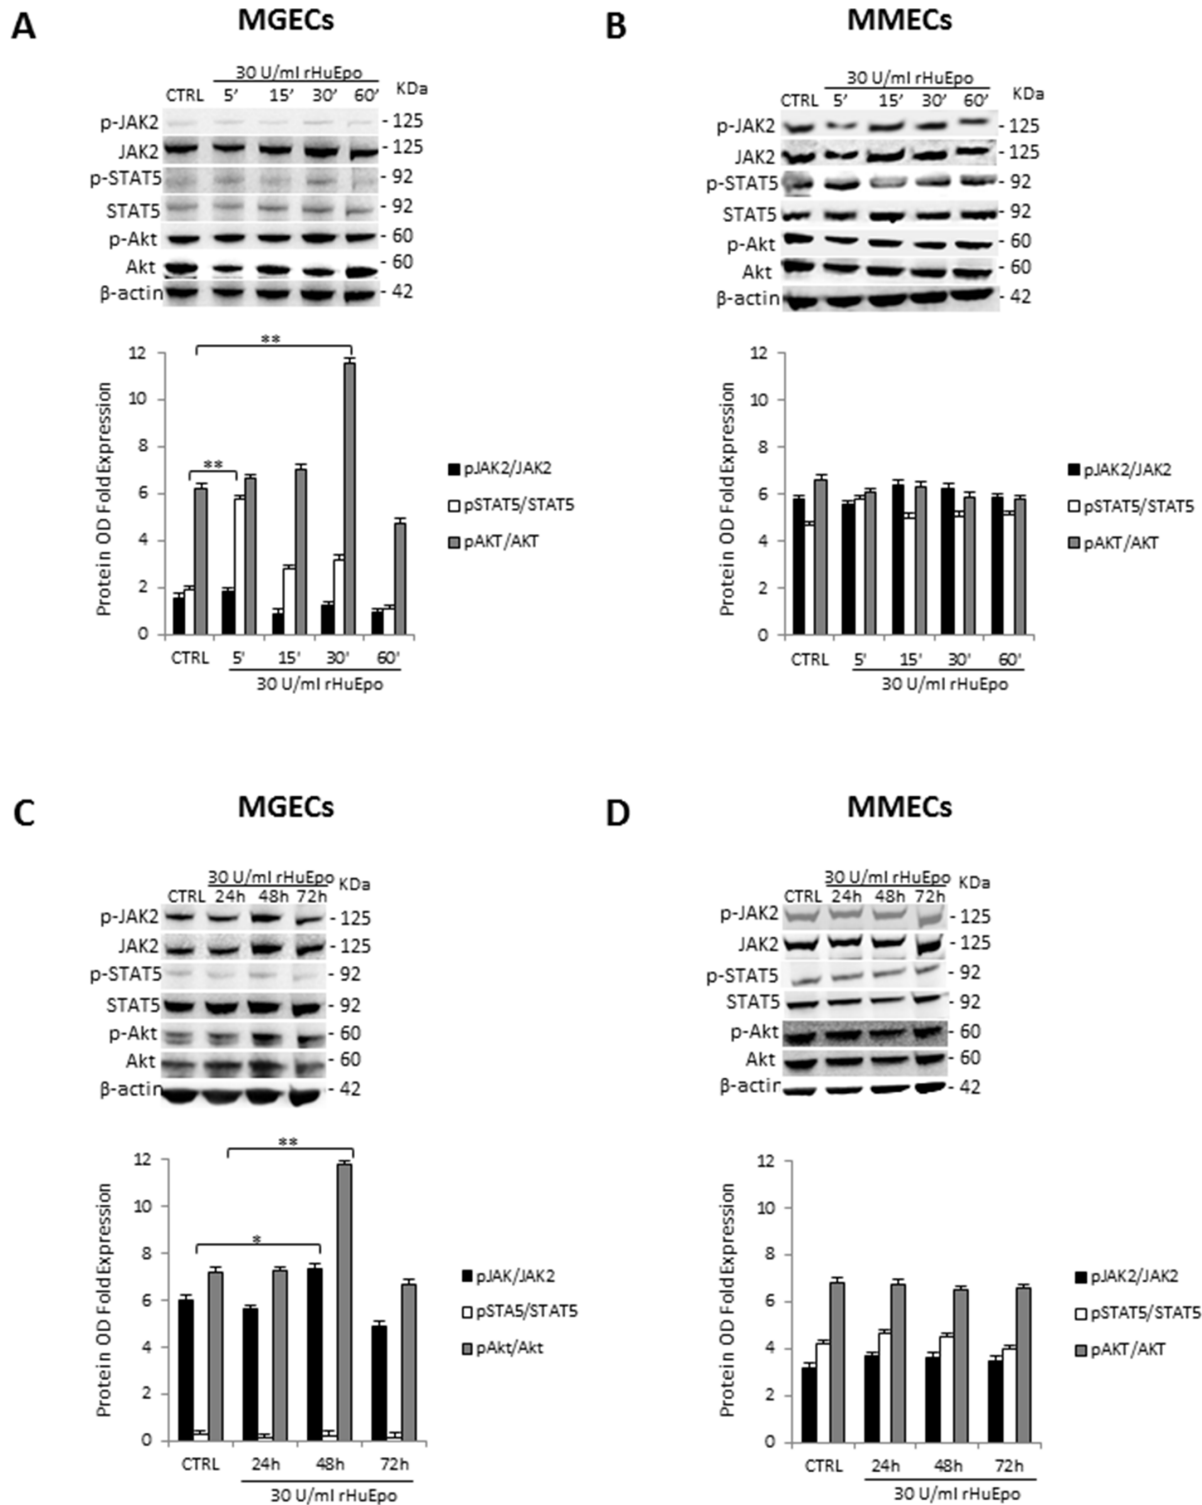 A
MGECs
30 U/ml rHuEpo
CTRL 5' 15' 30' 60' KDa
p-JAK2 - 125
JAK2 - 125
p-STAT5 - 92
STAT5 - 92
p-Akt - 60
Akt - 60
β-actin - 42
**
**
Protein OD Fold Expression
12
10
8
6
4
2
0
CTRL 5' 15' 30' 60'
30 U/ml rHuEpo
pJAK2/JAK2
pSTAT5/STAT5
pAKT/AKT
B
MMECs
30 U/ml rHuEpo
CTRL 5' 15' 30' 60' KDa
p-JAK2 - 125
JAK2 - 125
p-STAT5 - 92
STAT5 - 92
p-Akt - 60
Akt - 60
β-actin - 42
Protein OD Fold Expression
12
10
8
6
4
2
0
CTRL 5' 15' 30' 60'
30 U/ml rHuEpo
pJAK2/JAK2
pSTAT5/STAT5
pAKT/AKT
C
MGECs
30 U/ml rHuEpo KDa
CTRL 24h 48h 72h
p-JAK2 - 125
JAK2 - 125
p-STAT5 - 92
STAT5 - 92
p-Akt - 60
Akt - 60
β-actin - 42
**
*
Protein OD Fold Expression
12
10
8
6
4
2
0
CTRL 24h 48h 72h
30 U/ml rHuEpo
pJAK/JAK2
pSTA5/STAT5
pAkt/Akt
D
MMECs
30 U/ml rHuEpo KDa
CTRL 24h 48h 72h
p-JAK2 - 125
JAK2 - 125
p-STAT5 - 92
STAT5 - 92
p-Akt - 60
Akt - 60
β-actin - 42
Protein OD Fold Expression
12
10
8
6
4
2
0
CTRL 24h 48h 72h
30 U/ml rHuEpo
pJAK2/JAK2
pSTAT5/STAT5
pAKT/AKT